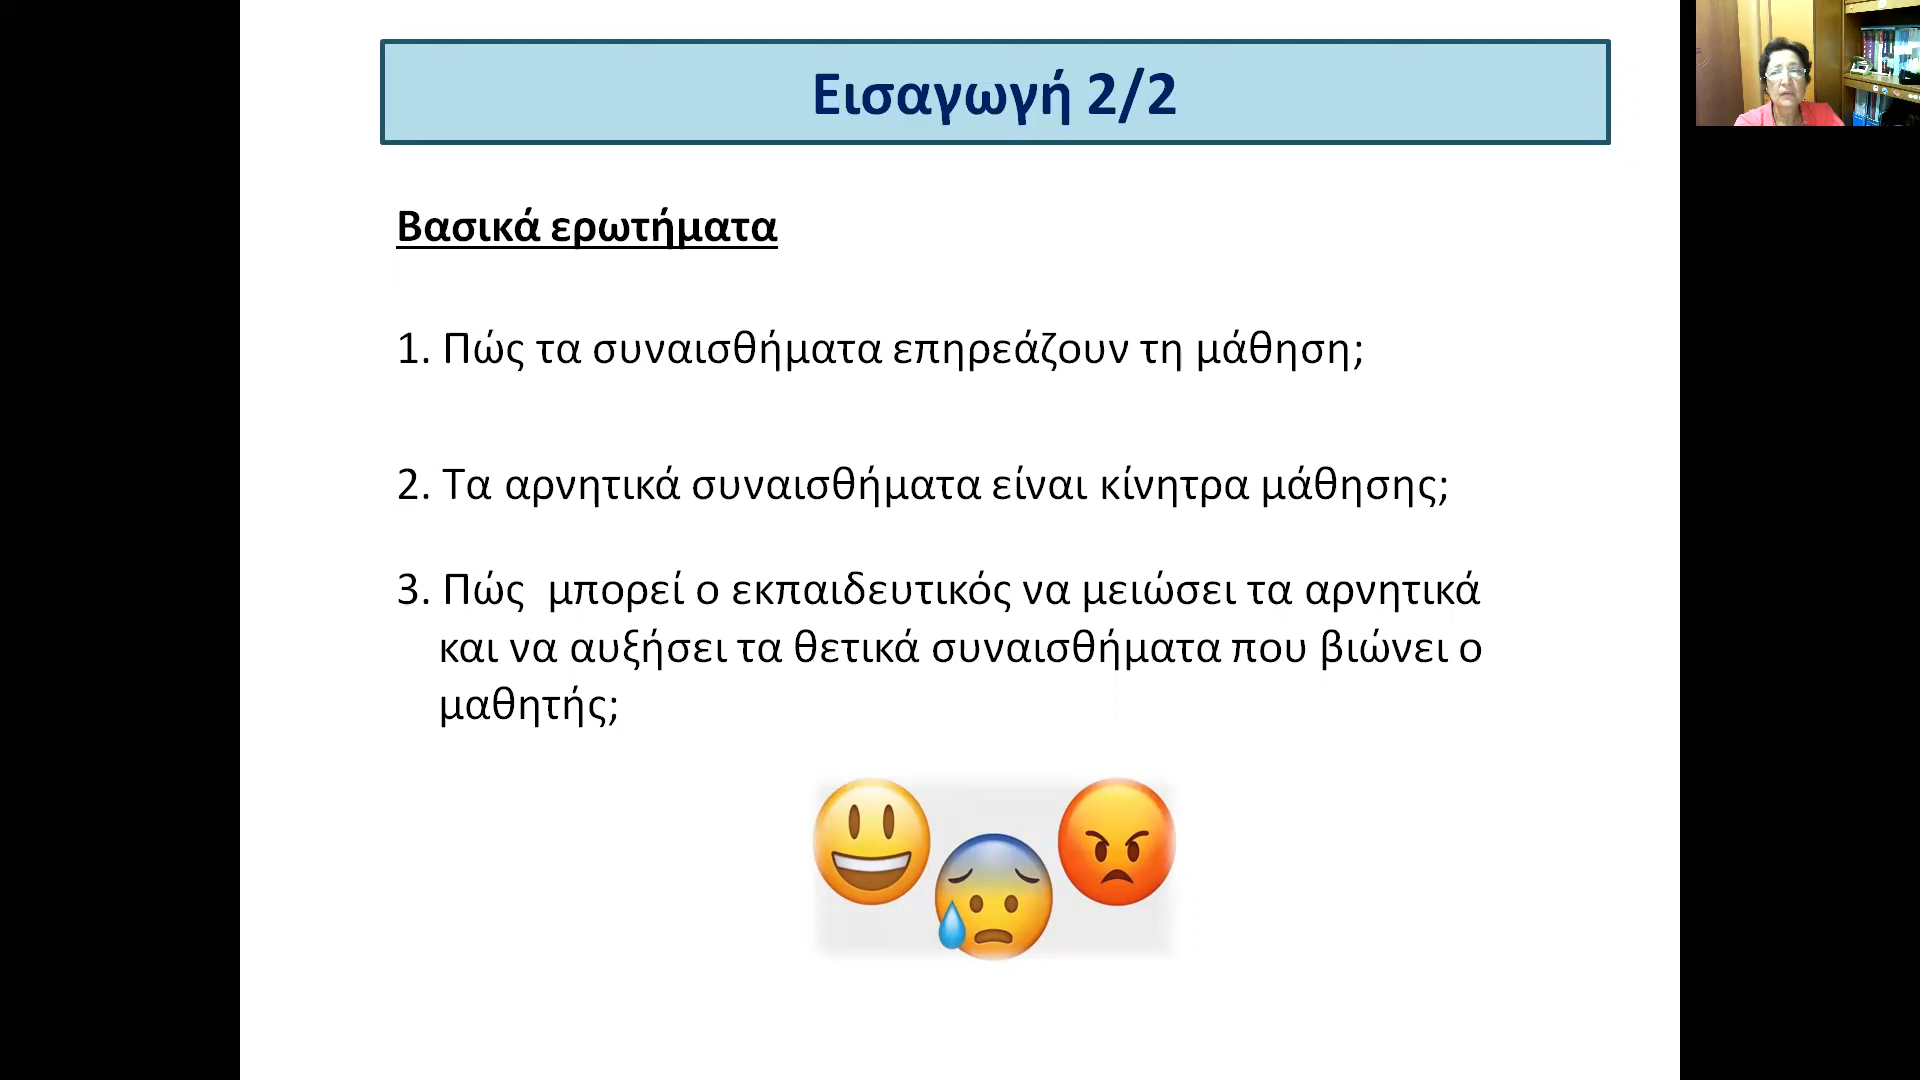 Εισαγωγή 2/2
Βασικά ερωτήματα
1. Πώς τα συναισθήματα επηρεάζουν τη μάθηση;
2. Τα αρνητικά συναισθήματα είναι κίνητρα μάθησης;
3. Πώς  μπορεί ο εκπαιδευτικός να μειώσει τα αρνητικά
και να αυξήσει τα θετικά συναισθήματα που βιώνει ο
μαθητής;